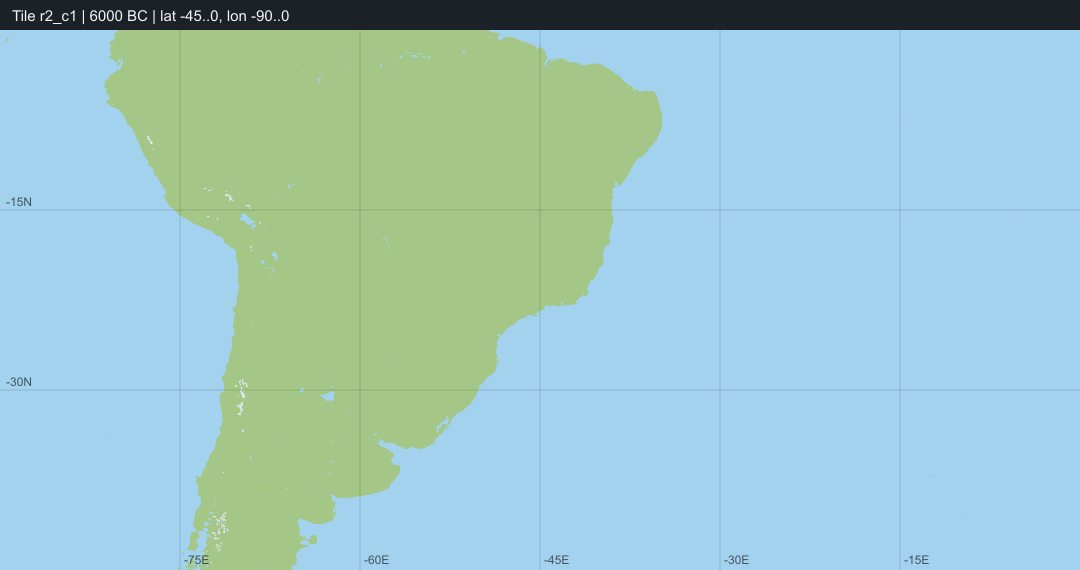 Tile r2_c1 | 6000 BC | lat -45..0, lon -90..0
-15N
-30N
-75E
-60E
-45E
-30E
-15E